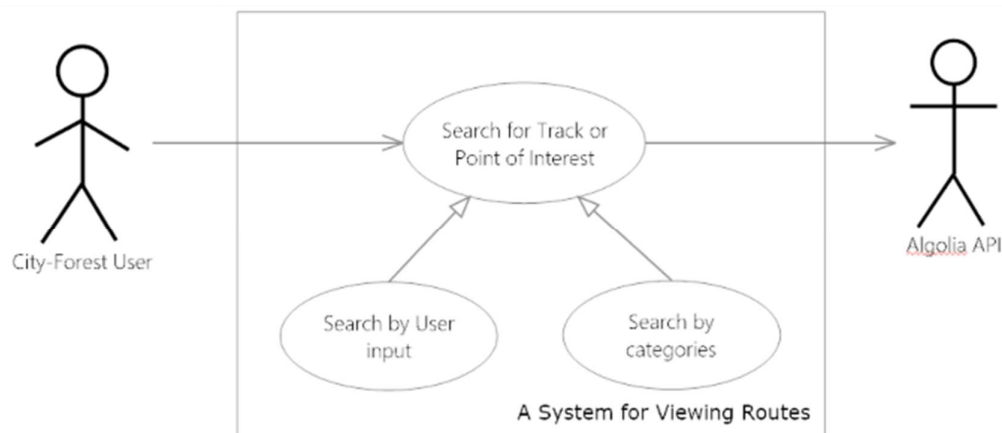 Search for Track or
Point of Interest
City-Forest User
Algolia API
Search by User
input
Search by
categories
A System for Viewing Routes